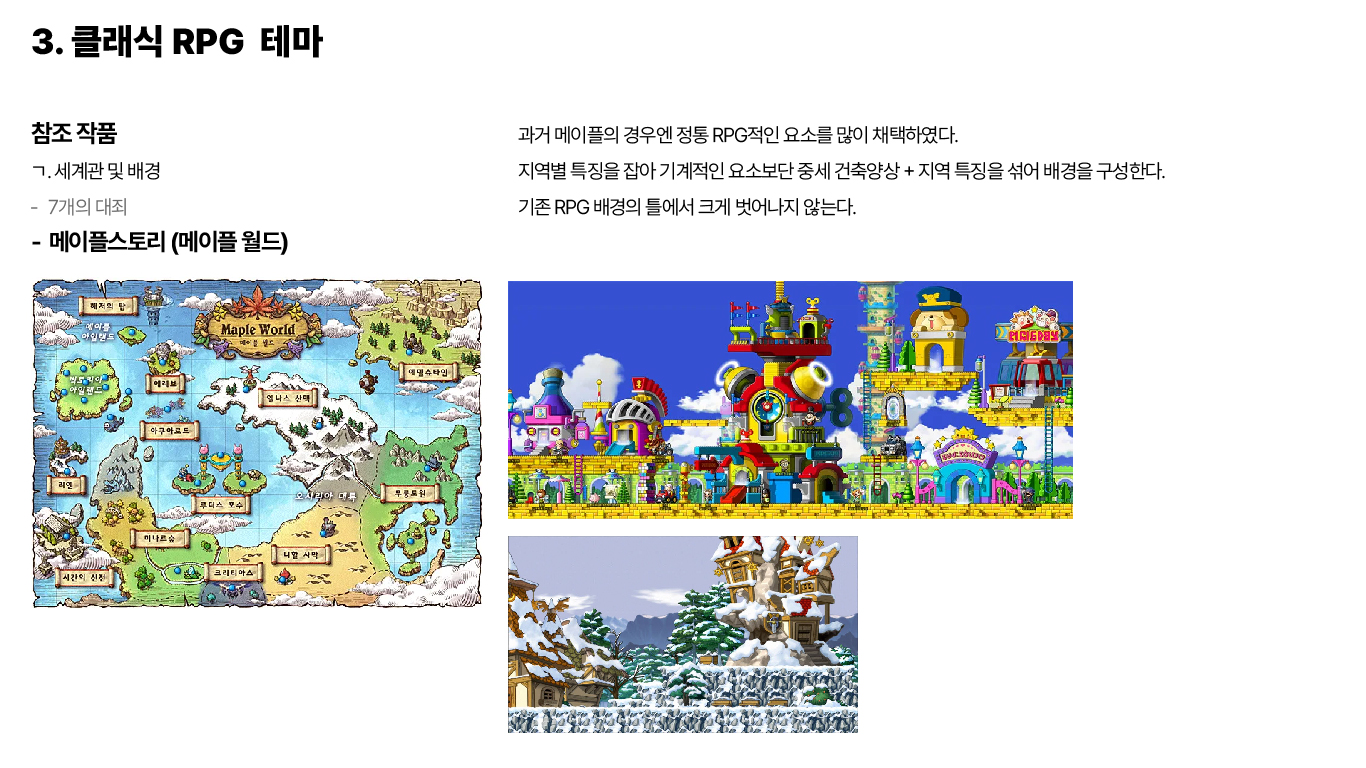 3. 클래식 RPG 테마
참조 작품
ㄱ. 세계관 및 배경
- 7개의 대죄
- 메이플스토리 (메이플 월드)
과거 메이플의 경우엔 정통 RPG적인 요소를 많이 채택하였다.
지역별 특징을 잡아 기계적인 요소보단 중세 건축양상 + 지역 특징을 섞어 배경을 구성한다.
기존 RPG 배경의 틀에서 크게 벗어나지 않는다.
해저의 탑
메이플
아일랜드
Maple World
메이플 월드
에델슈타인
빅토리아
아일랜드
에레브
엘나스 산맥
아쿠아로드
리엔
루더스 호수
오시리아 대륙
무릉도원
미나르숲
니할 사막
시간의 신전
크리티아스